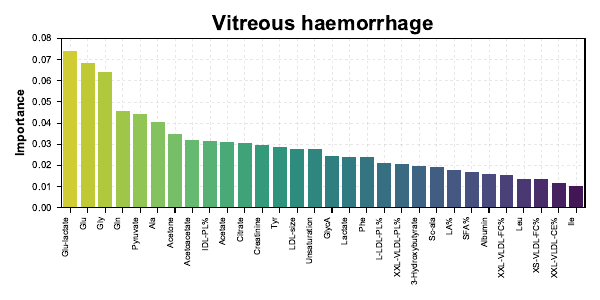 Vitreous haemorrhage
Importance
0.08
0.07
0.06
0.05
0.04
0.03
0.02
0.01
0.00
Glu-lactate
Glu
Gly
Gln
Pyruvate
Ala
Acetone
Acetoacetate
IDL-PL%
Acetate
Citrate
Creatinine
Tyr
LDL-size
Unsaturation
GlycA
Lactate
Phe
L-LDL-PL%
XXL-VLDL-PL%
3-Hydroxybutyrate
Sc-ala
LA%
SFA%
Albumin
XXL-VLDL-FC%
Leu
XS-VLDL-FC%
XXL-VLDL-CE%
Ile